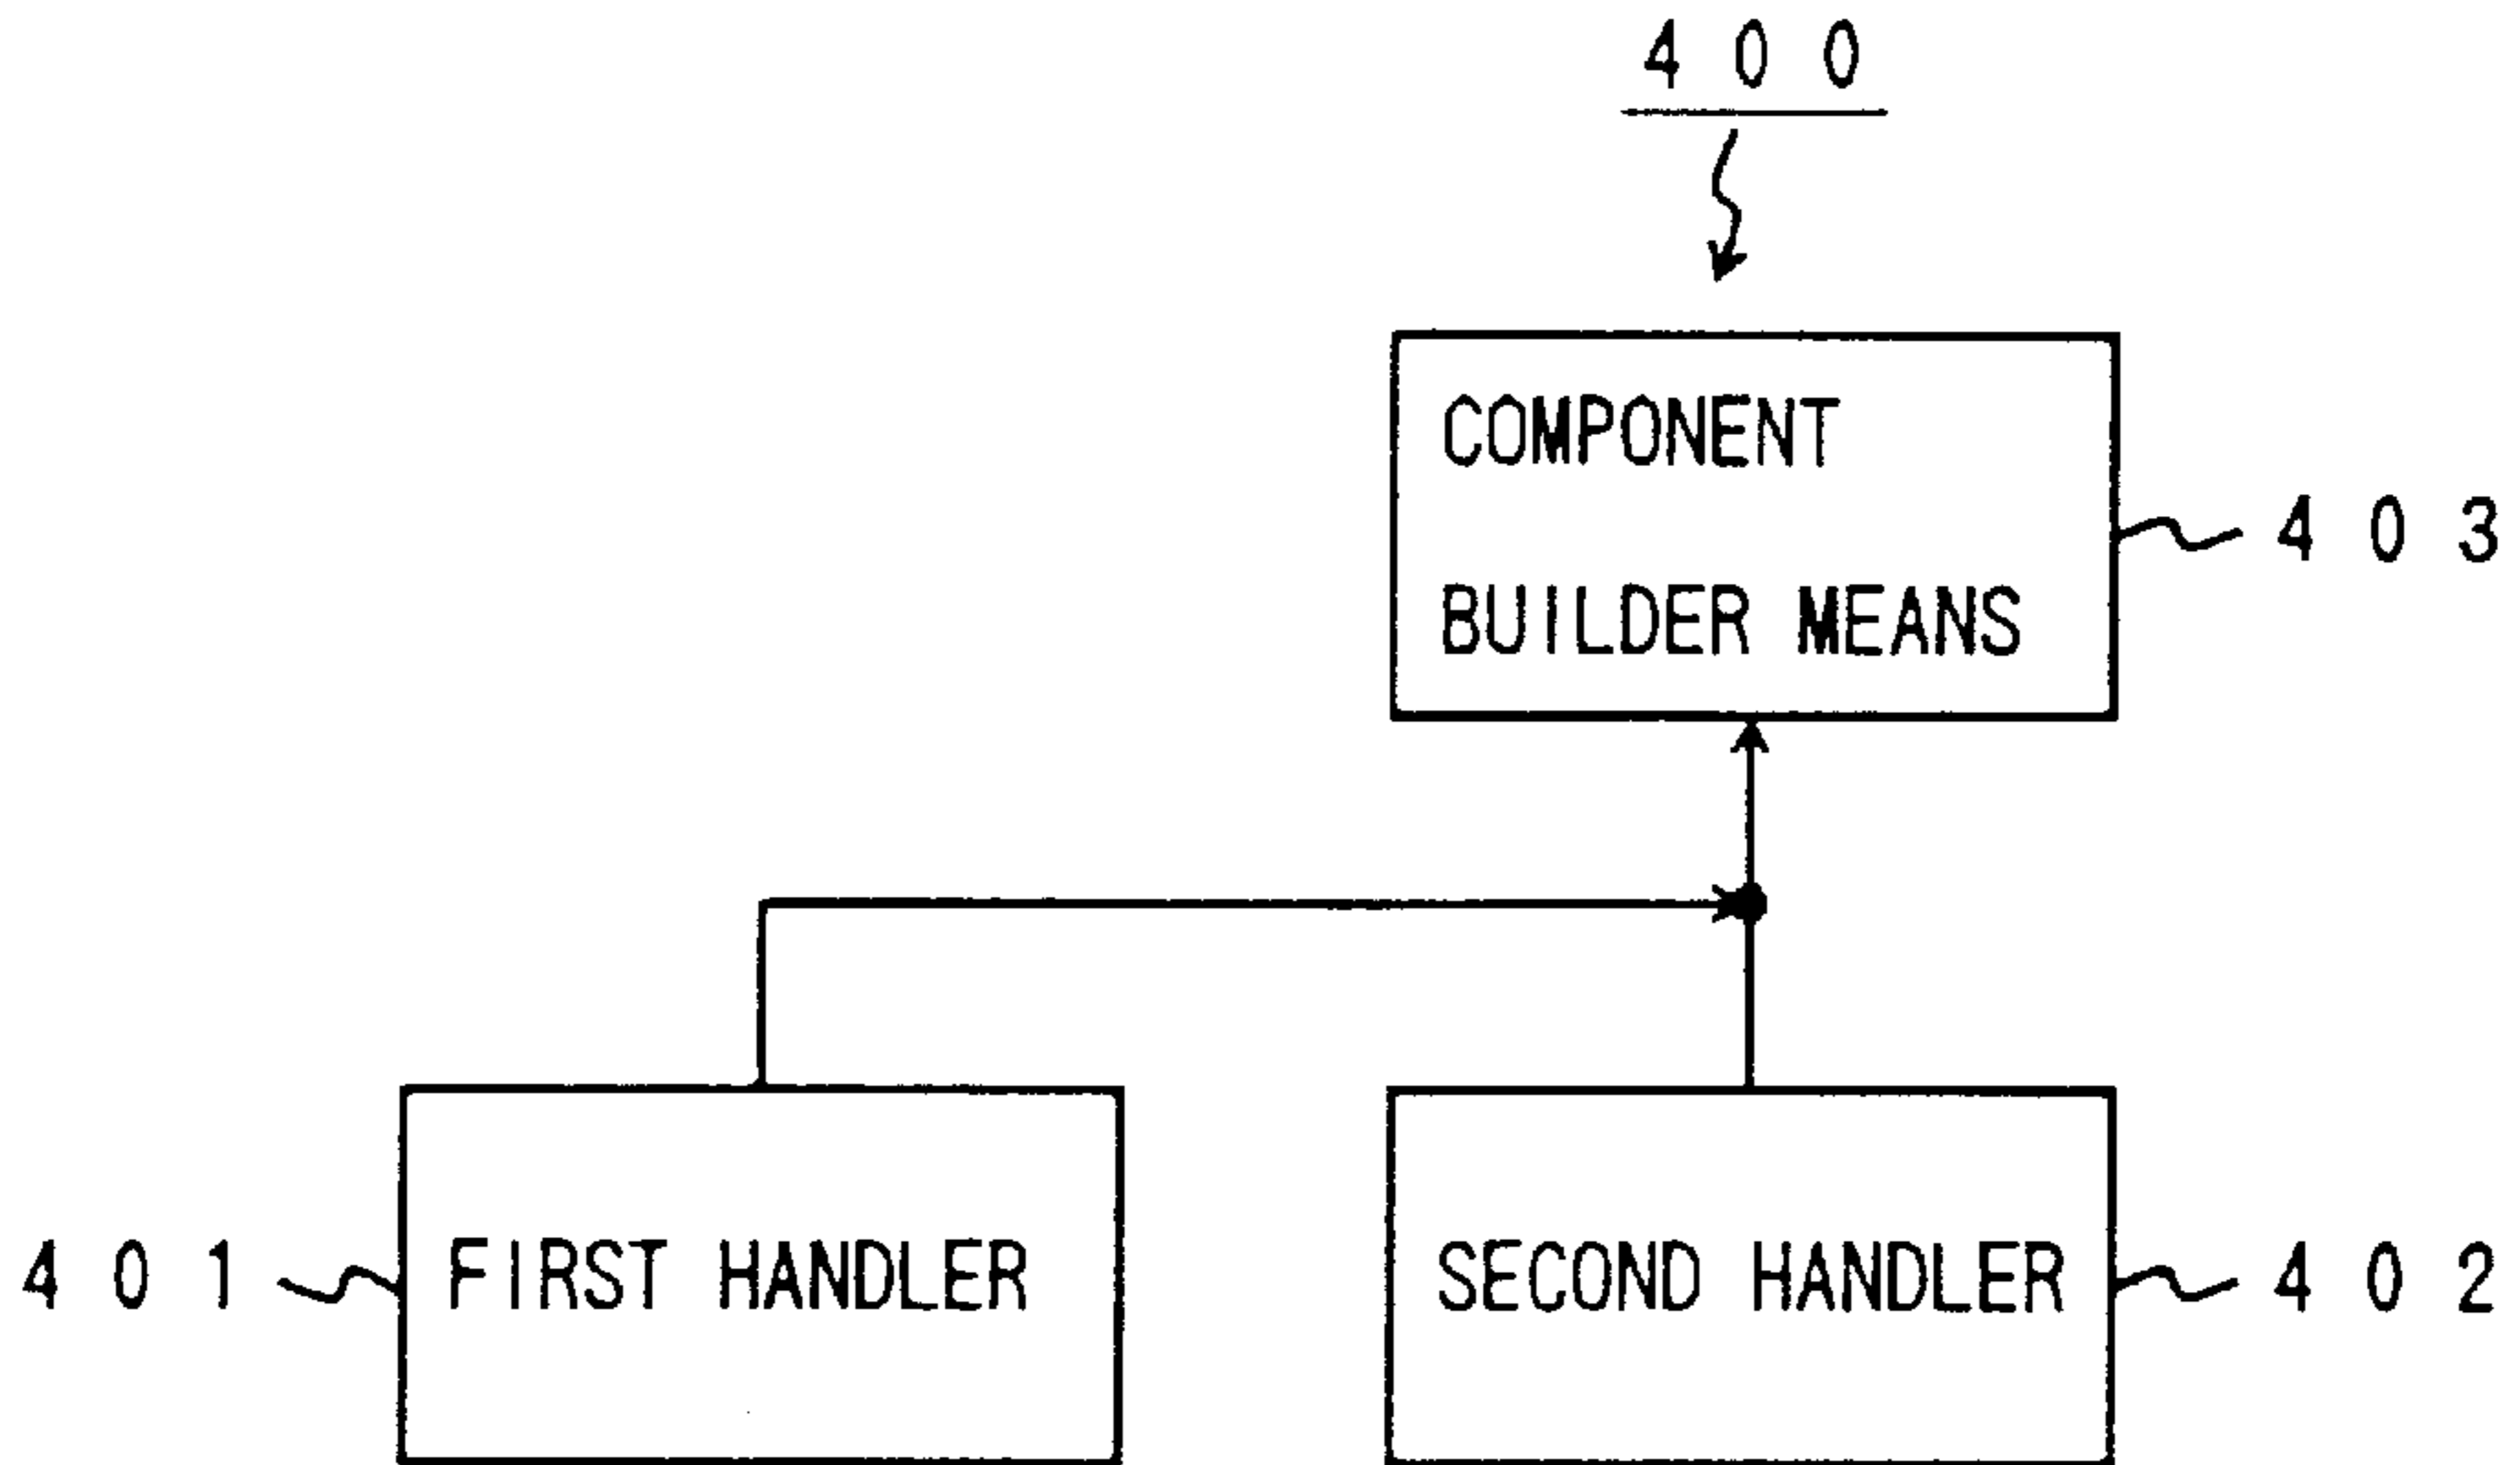 4 0 0
COMPONENT
BUILDER MEANS
4 0 3
4 0 1
FIRST HANDLER
SECOND HANDLER
4 0 2